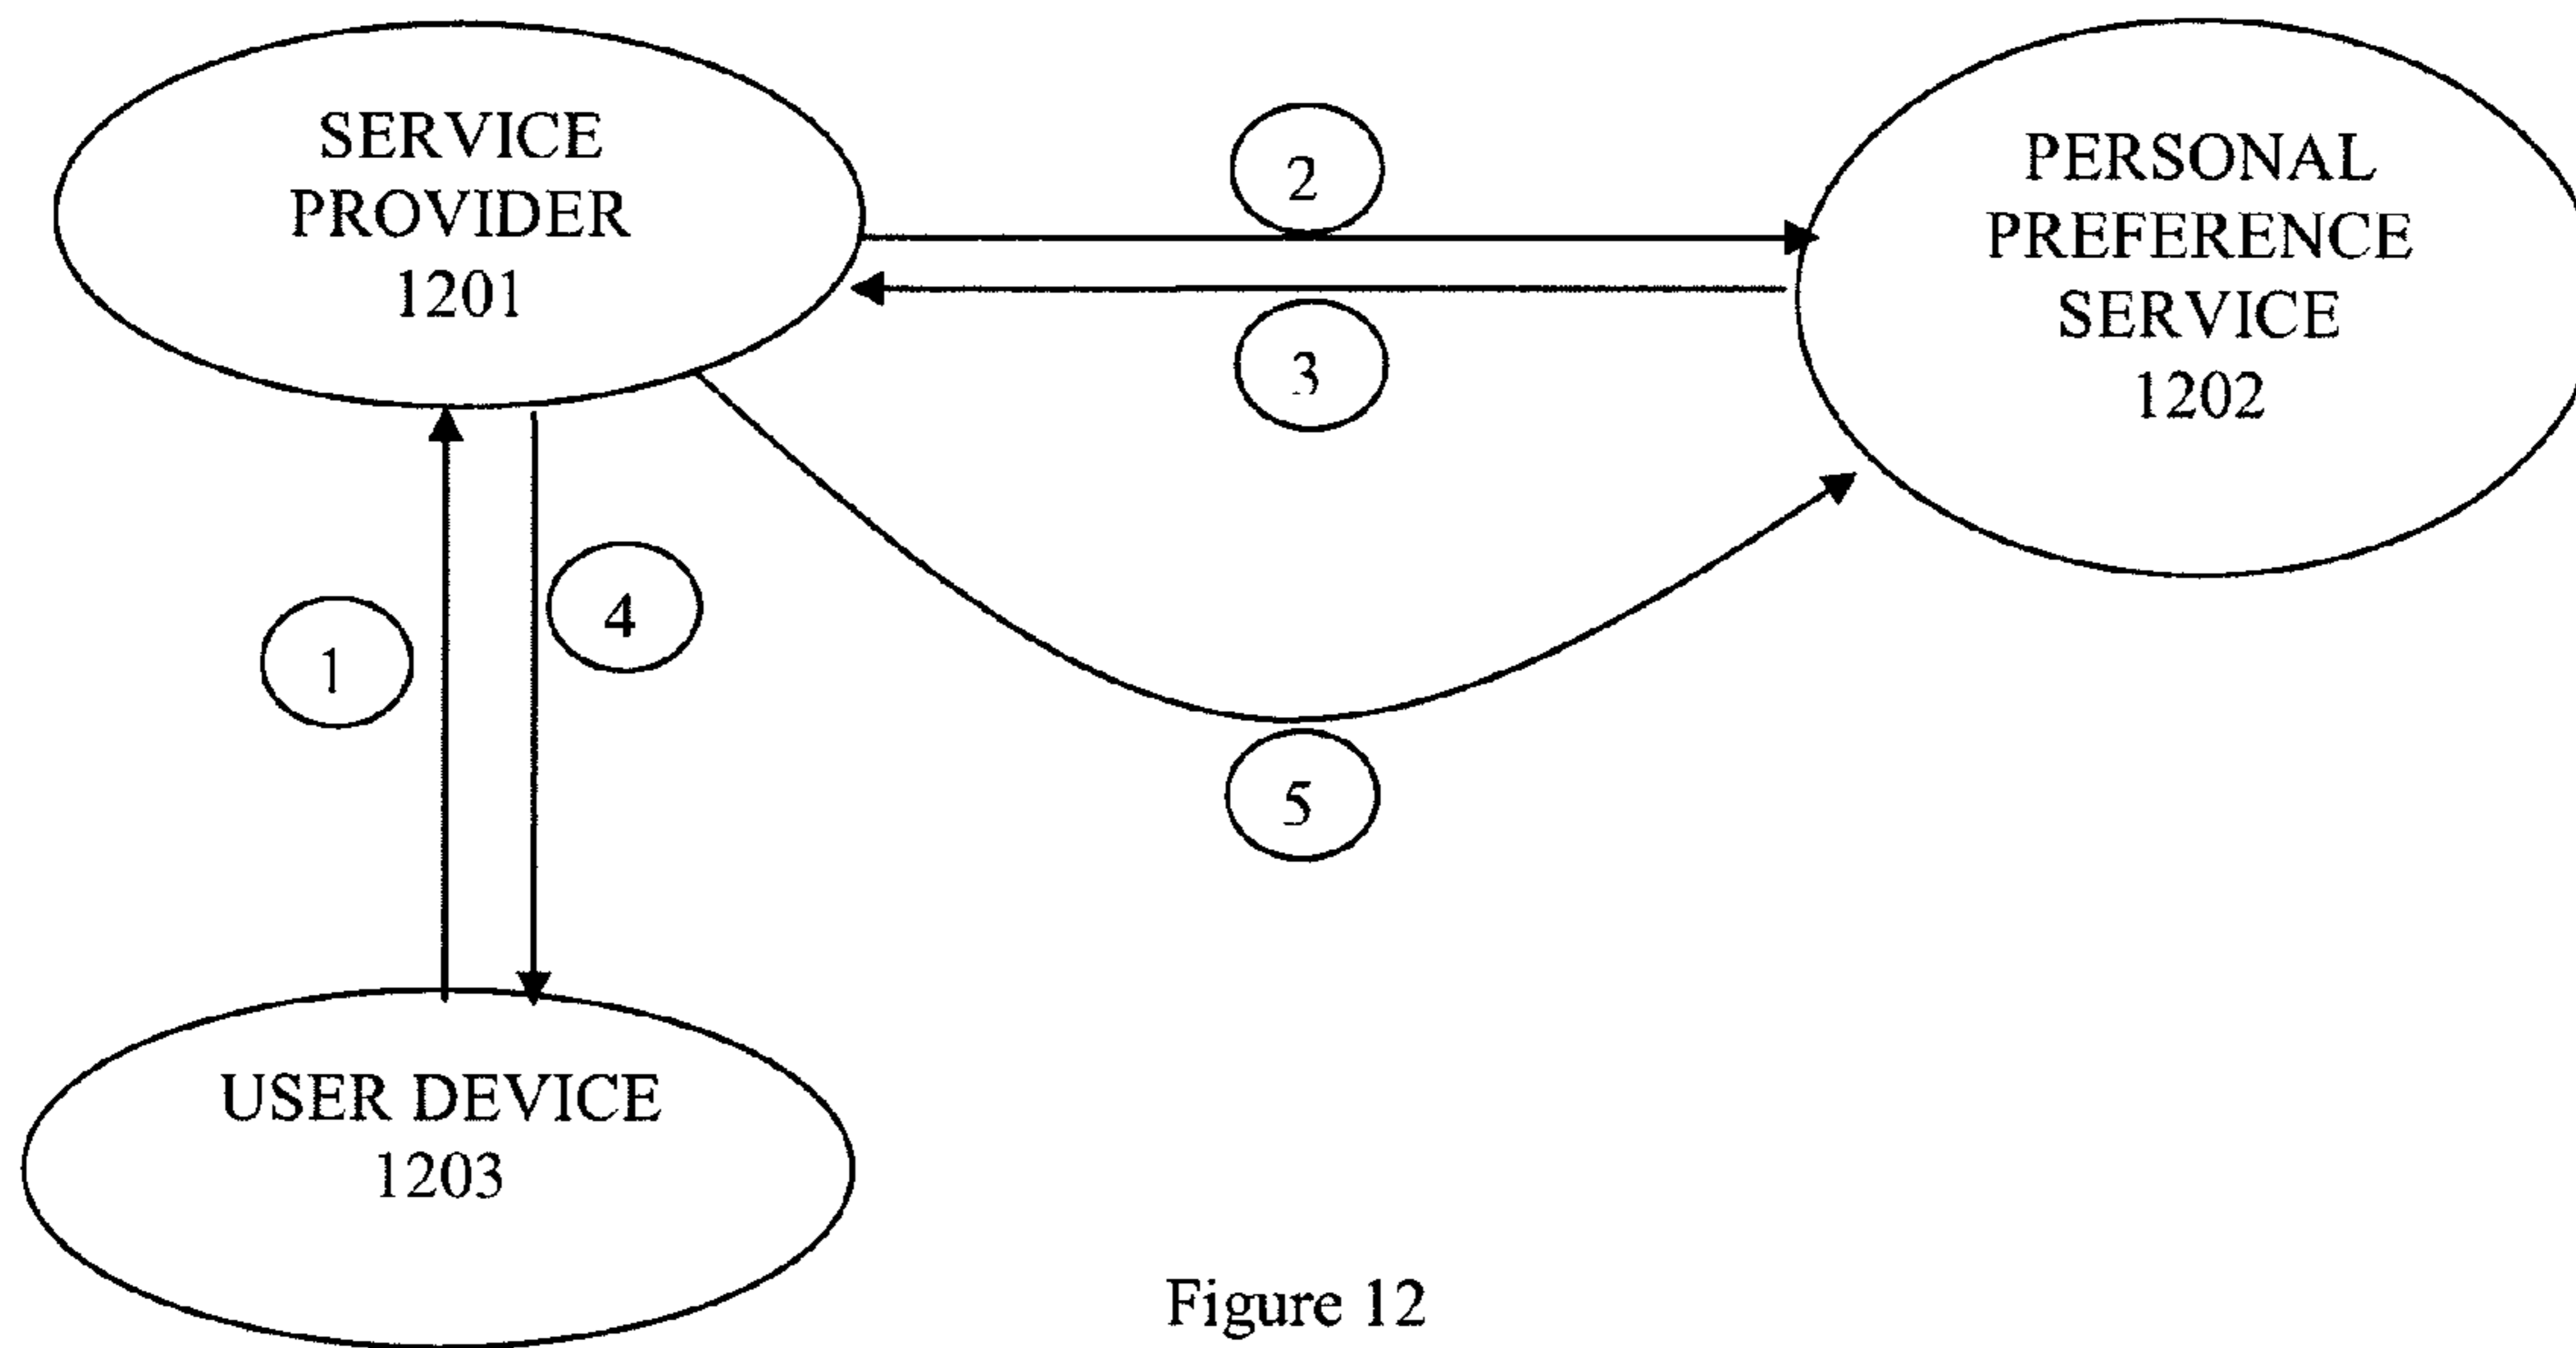 SERVICE
PROVIDER
1201
2
PERSONAL
PREFERENCE
SERVICE
1202
3
1
4
5
USER DEVICE
1203
Figure 12